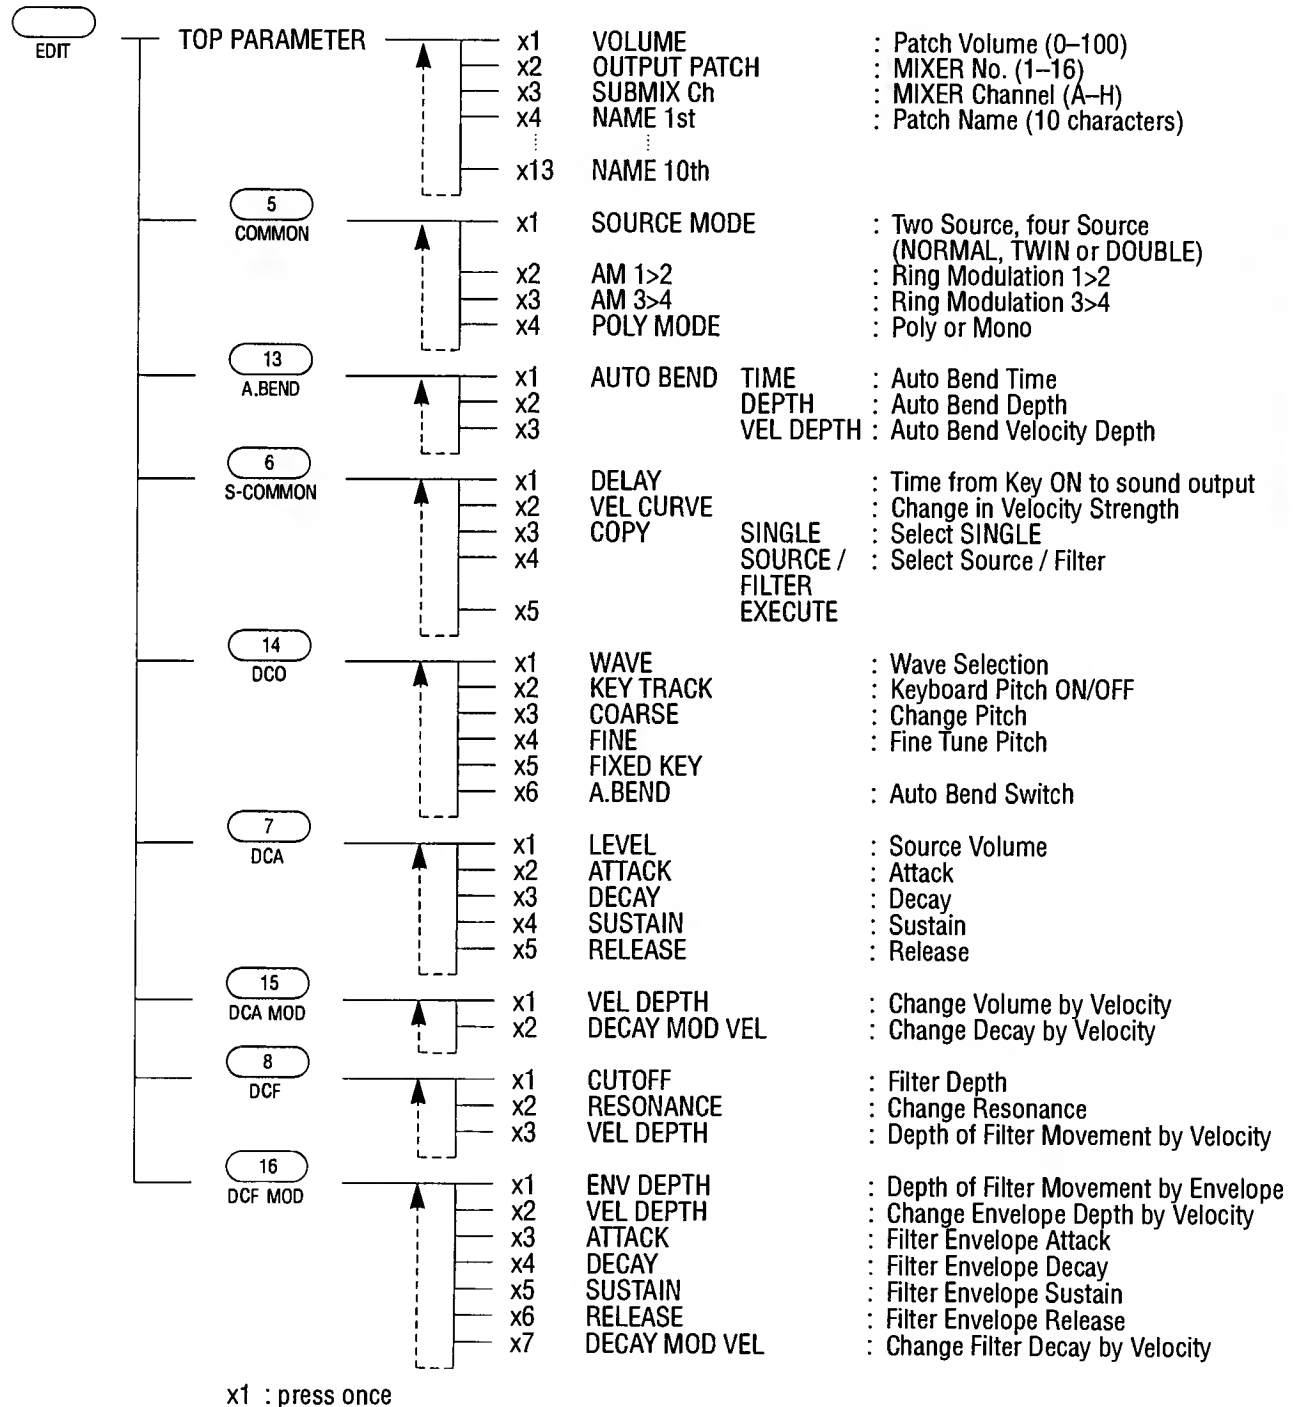 EDIT
TOP PARAMETER x1 VOLUME : Patch Volume (0–100)
x2 OUTPUT PATCH : MIXER No. (1–16)
x3 SUBMIX Ch : MIXER Channel (A–H)
x4 NAME 1st : Patch Name (10 characters)
x13 NAME 10th
5
COMMON x1 SOURCE MODE : Two Source, four Source
(NORMAL, TWIN or DOUBLE)
x2 AM 1>2 : Ring Modulation 1>2
x3 AM 3>4 : Ring Modulation 3>4
x4 POLY MODE : Poly or Mono
13
A.BEND x1 AUTO BEND TIME : Auto Bend Time
x2 DEPTH : Auto Bend Depth
x3 VEL DEPTH : Auto Bend Velocity Depth
6
S-COMMON x1 DELAY : Time from Key ON to sound output
x2 VEL CURVE : Change in Velocity Strength
x3 COPY SINGLE : Select SINGLE
x4 SOURCE / : Select Source / Filter
FILTER
x5 EXECUTE
14
DCO x1 WAVE : Wave Selection
x2 KEY TRACK : Keyboard Pitch ON/OFF
x3 COARSE : Change Pitch
x4 FINE : Fine Tune Pitch
x5 FIXED KEY
x6 A.BEND : Auto Bend Switch
7
DCA x1 LEVEL : Source Volume
x2 ATTACK : Attack
x3 DECAY : Decay
x4 SUSTAIN : Sustain
x5 RELEASE : Release
15
DCA MOD x1 VEL DEPTH : Change Volume by Velocity
x2 DECAY MOD VEL : Change Decay by Velocity
8
DCF x1 CUTOFF : Filter Depth
x2 RESONANCE : Change Resonance
x3 VEL DEPTH : Depth of Filter Movement by Velocity
16
DCF MOD x1 ENV DEPTH : Depth of Filter Movement by Envelope
x2 VEL DEPTH : Change Envelope Depth by Velocity
x3 ATTACK : Filter Envelope Attack
x4 DECAY : Filter Envelope Decay
x5 SUSTAIN : Filter Envelope Sustain
x6 RELEASE : Filter Envelope Release
x7 DECAY MOD VEL : Change Filter Decay by Velocity
x1 : press once